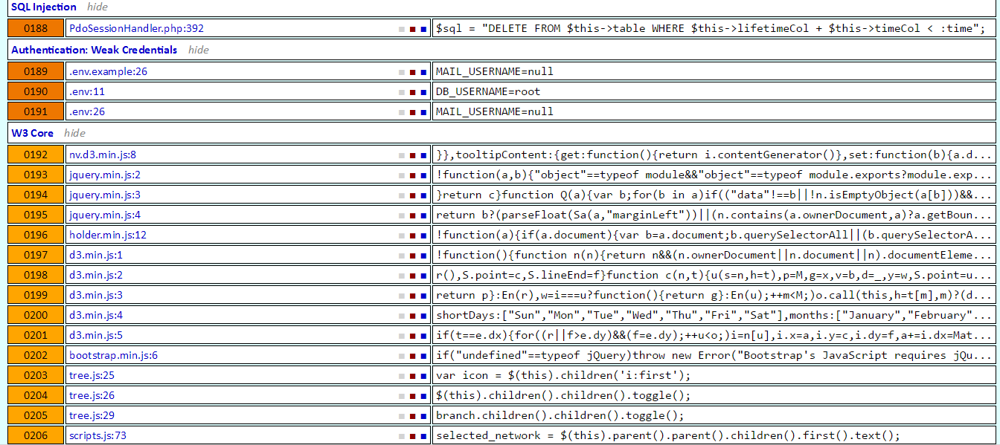 SQL Injection hide
0188 PdoSessionHandler.php:392 $sql = "DELETE FROM $this->table WHERE $this->lifetimeCol + $this->timeCol < :time";
Authentication: Weak Credentials hide
0189 .env.example:26 MAIL_USERNAME=null
0190 .env:11 DB_USERNAME=root
0191 .env:26 MAIL_USERNAME=null
W3 Core hide
0192 nv.d3.min.js:8 }},tooltipContent:{get:function(){return i.contentGenerator()},set:function(b){a.d...
0193 jquery.min.js:2 !function(a,b){"object"==typeof module&&"object"==typeof module.exports?module.exp...
0194 jquery.min.js:3 }return c}function Q(a){var b;for(b in a)if(("data"!==b||!n.isEmptyObject(a[b]))&&...
0195 jquery.min.js:4 return b?(parseFloat(Sa(a,"marginLeft"))||(n.contains(a.ownerDocument,a)?a.getBoun...
0196 holder.min.js:12 !function(a){if(a.document){var b=a.document;b.querySelectorAll||(b.querySelectorA...
0197 d3.min.js:1 !function(){function n(n){return n&&(n.ownerDocument||n.document||n).documentEleme...
0198 d3.min.js:2 r(),S.point=c,S.lineEnd=f}function c(n,t){u(s=n,h=t),p=M,g=x,v=b,d=_,y=w,S.point=u...
0199 d3.min.js:3 return p}:En(r),w=i===u?function(){return g}:En(u);++m<M;)o.call(this,h=t[m],m)?(d...
0200 d3.min.js:4 shortDays:["Sun","Mon","Tue","Wed","Thu","Fri","Sat"],months:["January","February"...
0201 d3.min.js:5 if(t==e.dx){for((r||f>e.dy)&&(f=e.dy);++u<o;)i=n[u],i.x=a,i.y=c,i.dy=f,a+=i.dx=Mat...
0202 bootstrap.min.js:6 if("undefined"==typeof jQuery)throw new Error("Bootstrap's JavaScript requires jQu...
0203 tree.js:25 var icon = $(this).children('i:first');
0204 tree.js:26 $(this).children().children().toggle();
0205 tree.js:29 branch.children().children().toggle();
0206 scripts.js:73 selected_network = $(this).parent().parent().children().first().text();